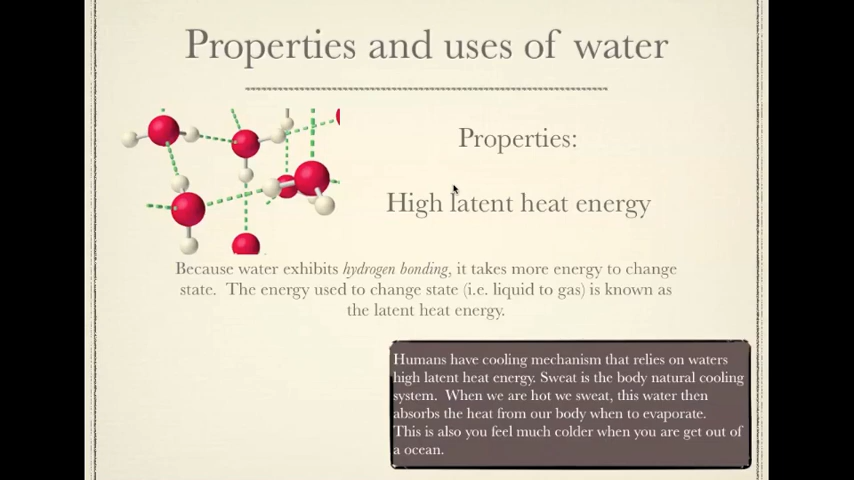 Properties and uses of water
Properties:
High latent heat energy
Because water exhibits hydrogen bonding, it takes more energy to change
state. The energy used to change state (i.e. liquid to gas) is known as
the latent heat energy.
Humans have cooling mechanism that relies on waters
high latent heat energy. Sweat is the body natural cooling
system. When we are hot we sweat, this water then
absorbs the heat from our body when to evaporate.
This is also you feel much colder when you are get out of
a ocean.